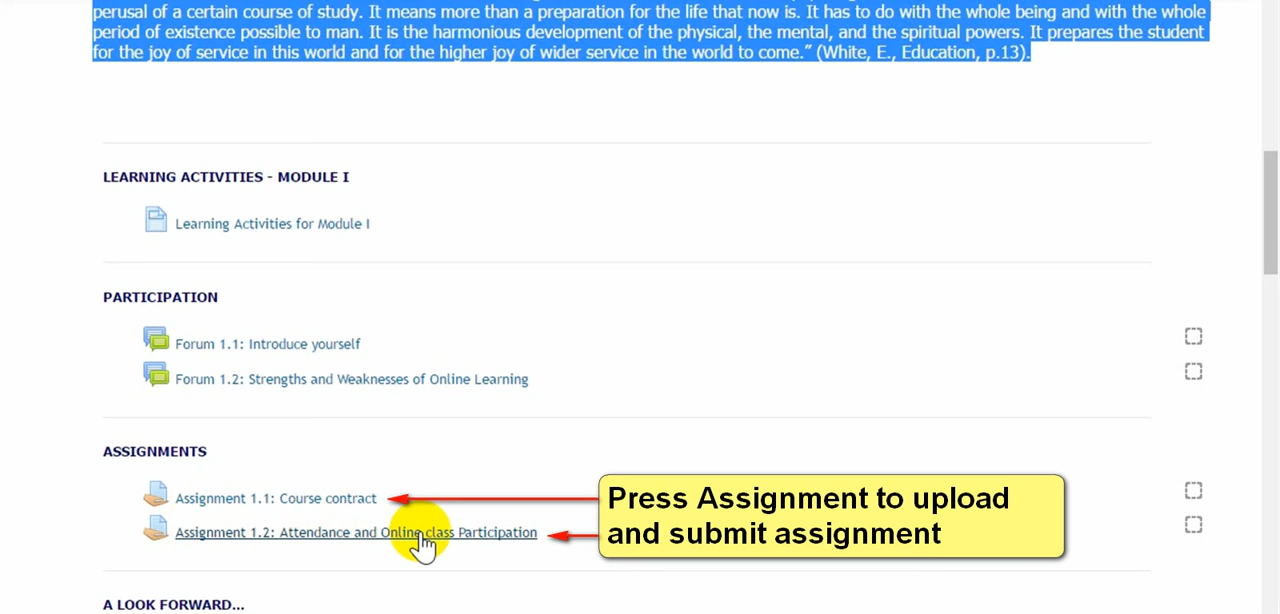 perusal of a certain course of study. It means more than a preparation for the life that now is. It has to do with the whole being and with the whole
period of existence possible to man. It is the harmonious development of the physical, the mental, and the spiritual powers. It prepares the student
for the joy of service in this world and for the higher joy of wider service in the world to come.” (White, E., Education, p.13).
LEARNING ACTIVITIES - MODULE I
Learning Activities for Module I
PARTICIPATION
Forum 1.1: Introduce yourself
Forum 1.2: Strengths and Weaknesses of Online Learning
ASSIGNMENTS
Assignment 1.1: Course contract
Assignment 1.2: Attendance and Online class Participation
Press Assignment to upload
and submit assignment
A LOOK FORWARD...